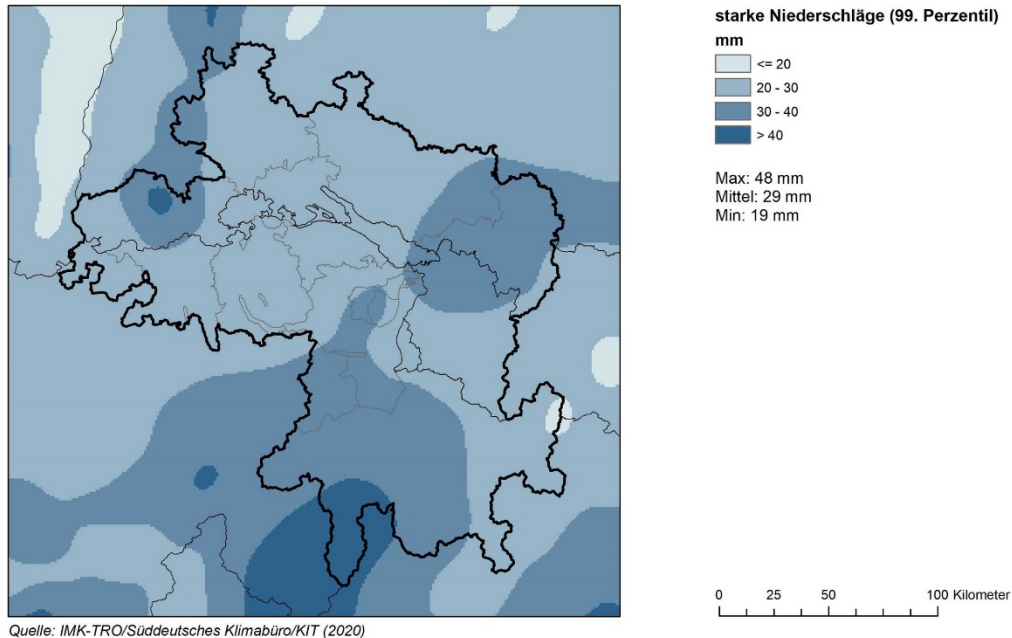 starke Niederschläge (99. Perzentil)
mm
<= 20
20 - 30
30 - 40
> 40
Max: 48 mm
Mittel: 29 mm
Min: 19 mm
0 25 50 100 Kilometer
Quelle: IMK-TRO/Süddeutsches Klimabüro/KIT (2020)